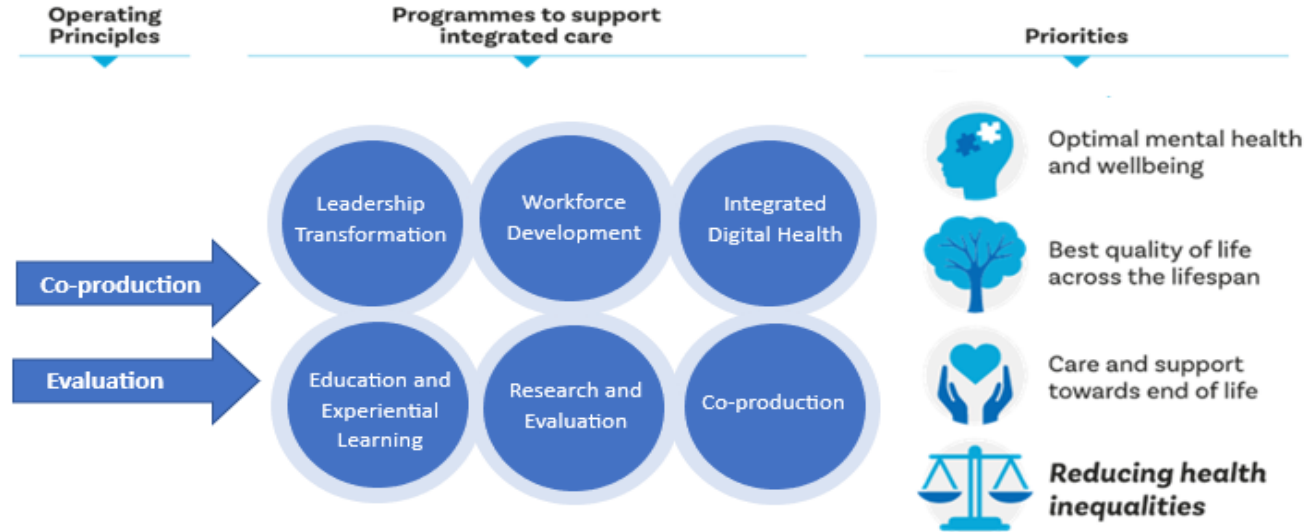 Operating
Principles
Programmes to support
integrated care
Priorities
Co-production
Evaluation
Leadership
Transformation
Workforce
Development
Integrated
Digital Health
Education and
Experiential
Learning
Research and
Evaluation
Co-production
Optimal mental health
and wellbeing
Best quality of life
across the lifespan
Care and support
towards end of life
Reducing health
inequalities